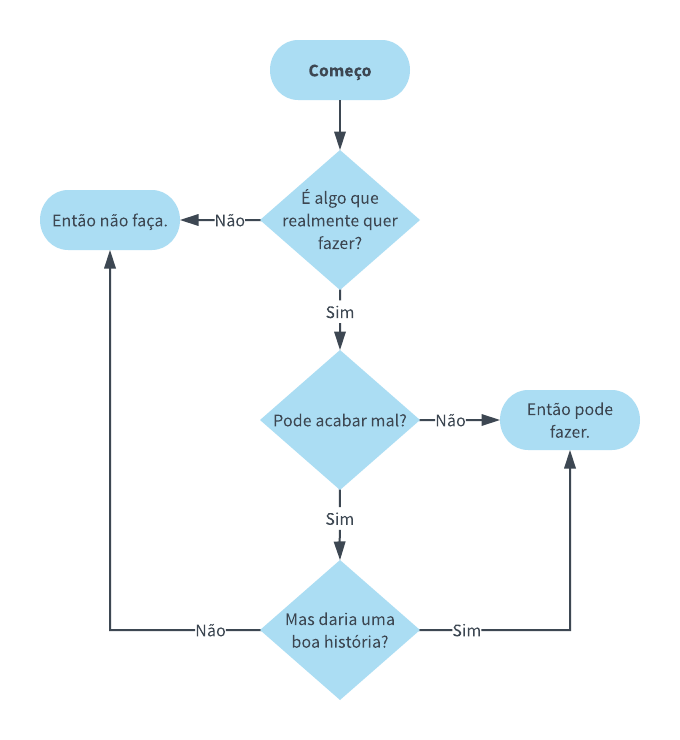 Começo
É algo que
realmente quer
fazer?
Não
Então não faça.
Sim
Pode acabar mal?
Não
Então pode
fazer.
Sim
Mas daria uma
boa história?
Não
Sim